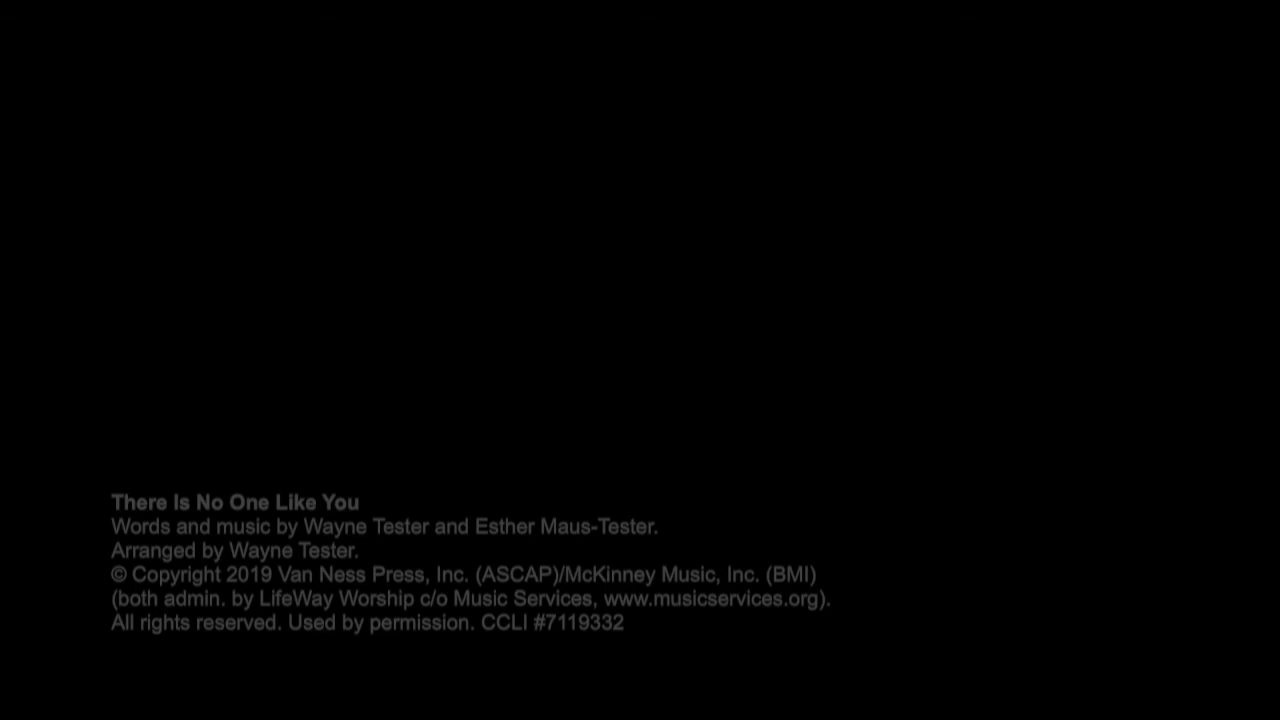 There Is No One Like You
Words and music by Wayne Tester and Esther Maus-Tester.
Arranged by Wayne Tester.
© Copyright 2019 Van Ness Press, Inc. (ASCAP)/McKinney Music, Inc. (BMI)
(both admin. by LifeWay Worship c/o Music Services, www.musicservices.org).
All rights reserved. Used by permission. CCLI #7119332